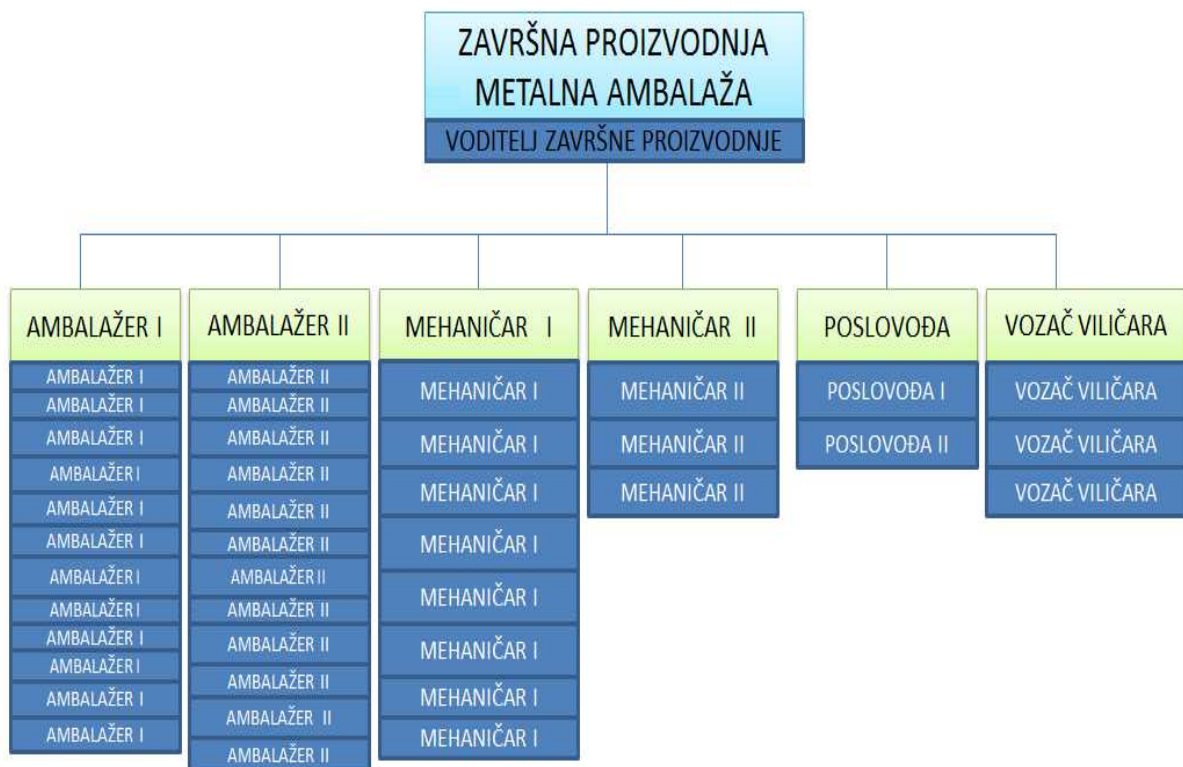 ZAVRŠNA PROIZVODNJA
METALNA AMBALAŽA
VODITELJ ZAVRŠNE PROIZVODNJE
AMBALAŽER I
AMBALAŽER I
AMBALAŽER I
AMBALAŽER I
AMBALAŽER I
AMBALAŽER I
AMBALAŽER I
AMBALAŽER I
AMBALAŽER I
AMBALAŽER I
AMBALAŽER I
AMBALAŽER I
AMBALAŽER I
AMBALAŽER II
AMBALAŽER II
AMBALAŽER II
AMBALAŽER II
AMBALAŽER II
AMBALAŽER II
AMBALAŽER II
AMBALAŽER II
AMBALAŽER II
AMBALAŽER II
AMBALAŽER II
AMBALAŽER II
AMBALAŽER II
MEHANIČAR I
MEHANIČAR I
MEHANIČAR I
MEHANIČAR I
MEHANIČAR I
MEHANIČAR I
MEHANIČAR I
MEHANIČAR I
MEHANIČAR I
MEHANIČAR II
MEHANIČAR II
MEHANIČAR II
MEHANIČAR II
POSLOVOĐA
POSLOVOĐA I
POSLOVOĐA II
VOZAČ VILIČARA
VOZAČ VILIČARA
VOZAČ VILIČARA
VOZAČ VILIČARA